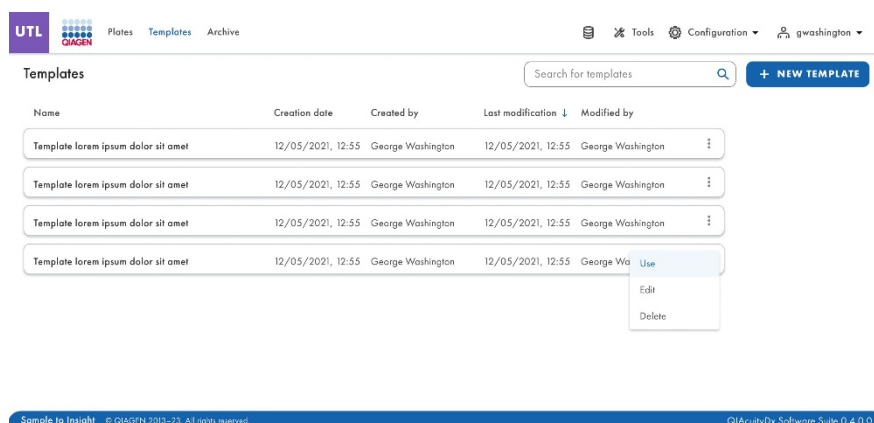 UTL QIAGEN Plates Templates Archive Tools Configuration gwashington
Templates Search for templates + NEW TEMPLATE
Name Creation date Created by Last modification ↓ Modified by
Template lorem ipsum dolor sit amet 12/05/2021, 12:55 George Washington 12/05/2021, 12:55 George Washington
Template lorem ipsum dolor sit amet 12/05/2021, 12:55 George Washington 12/05/2021, 12:55 George Washington
Template lorem ipsum dolor sit amet 12/05/2021, 12:55 George Washington 12/05/2021, 12:55 George Washington
Template lorem ipsum dolor sit amet 12/05/2021, 12:55 George Washington 12/05/2021, 12:55 George Wa
Use
Edit
Delete
Sample to Insight © QIAGEN 2013–23. All rights reserved. QIAcuityDx Software Suite 0.4.0.0